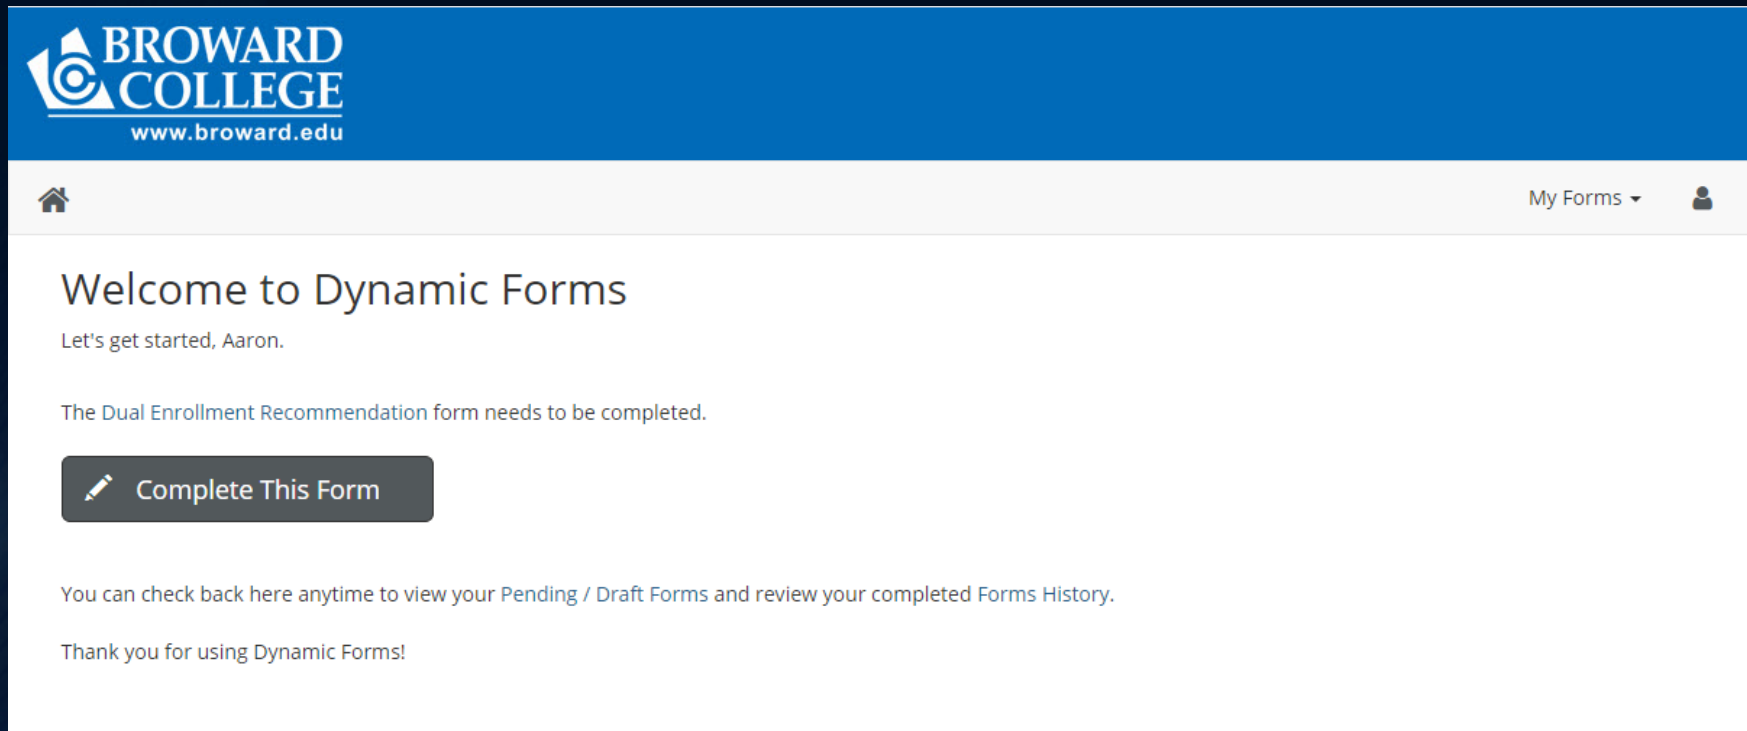 BROWARD
COLLEGE
www.broward.edu
My Forms
Welcome to Dynamic Forms
Let's get started, Aaron.
The Dual Enrollment Recommendation form needs to be completed.
Complete This Form
You can check back here anytime to view your Pending / Draft Forms and review your completed Forms History.
Thank you for using Dynamic Forms!